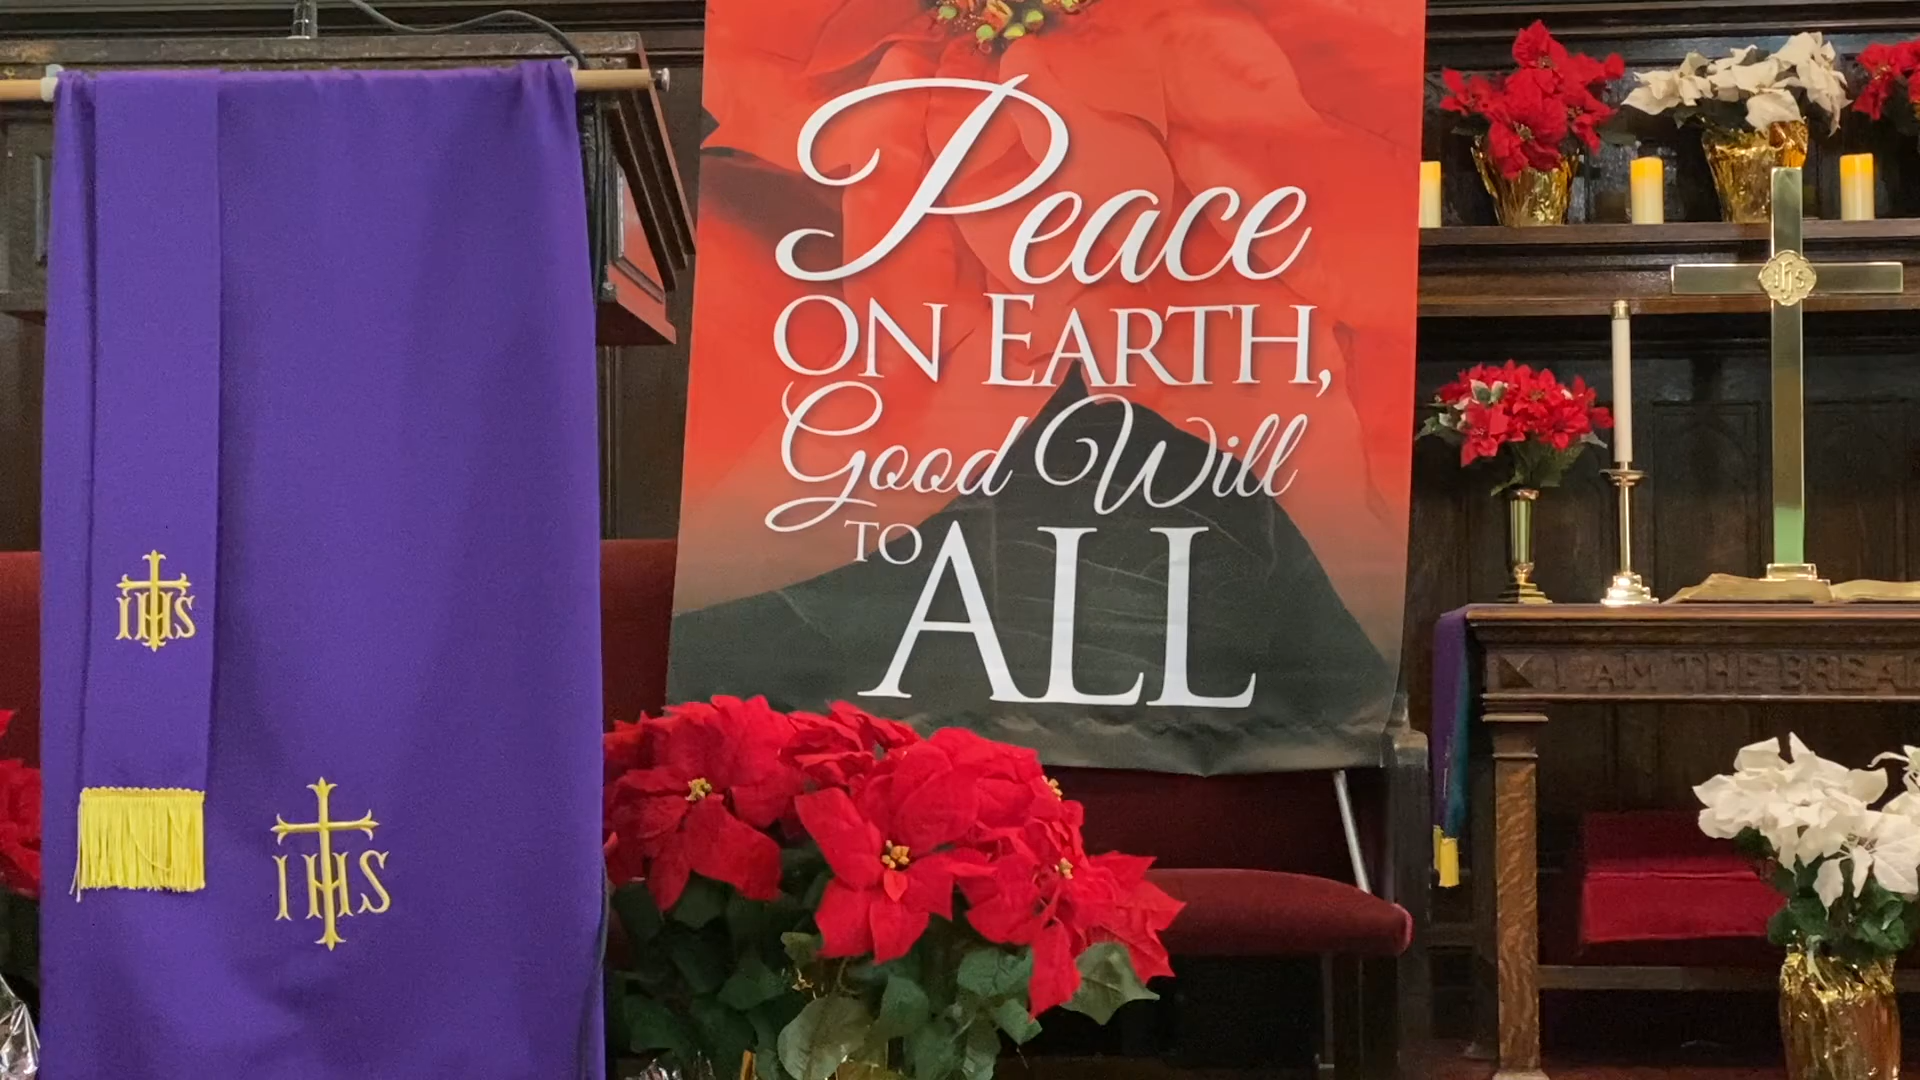 IHS
IHS
Peace
ON EARTH,
Good Will
TO ALL
IHS
I AM THE BREA